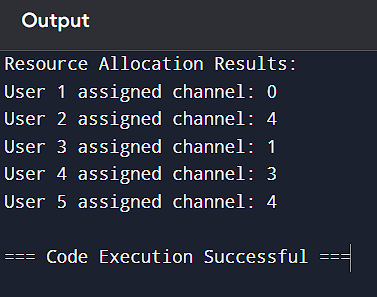 Output
Resource Allocation Results:
User 1 assigned channel: 0
User 2 assigned channel: 4
User 3 assigned channel: 1
User 4 assigned channel: 3
User 5 assigned channel: 4
=== Code Execution Successful ===